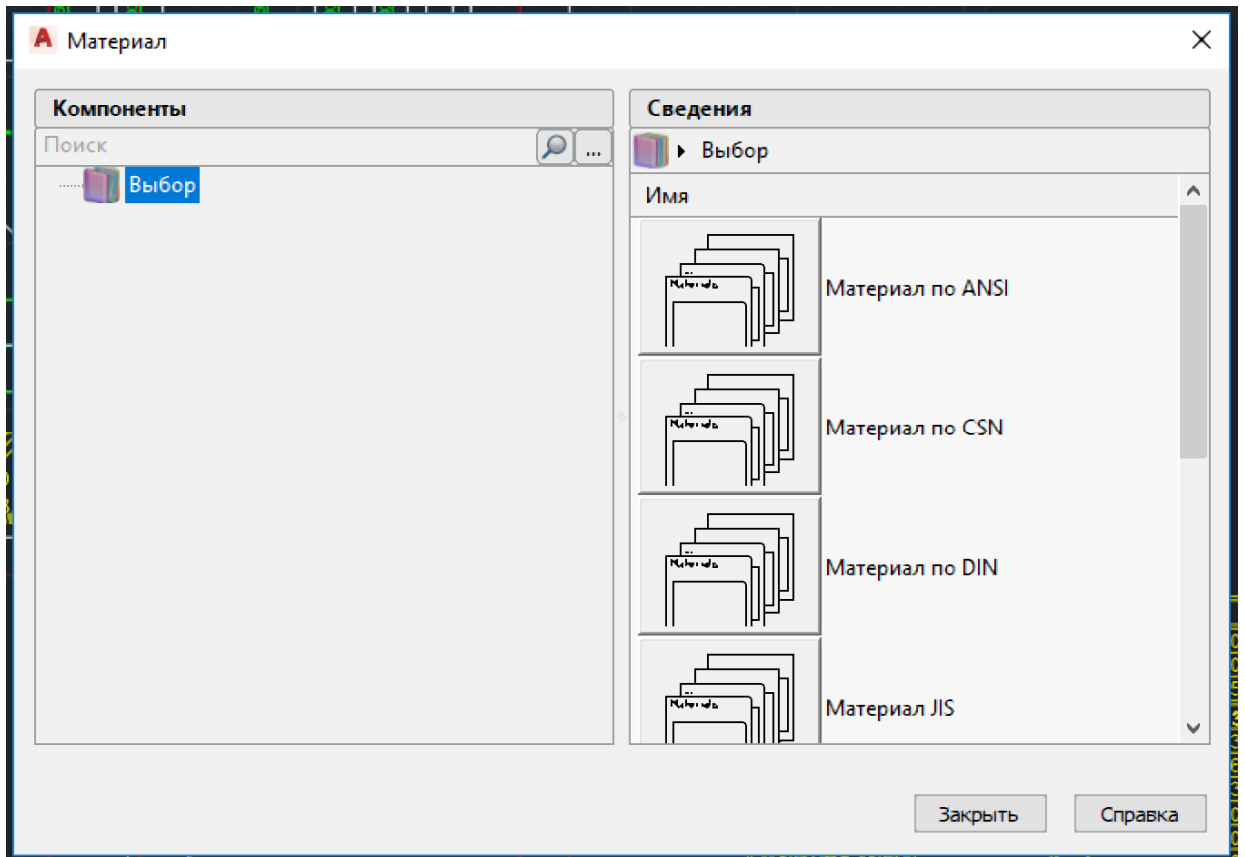 Материал
Компоненты
Поиск
...
Выбор
Сведения
Выбор
Имя
Материал по ANSI
Материал по CSN
Материал по DIN
Материал JIS
Закрыть
Справка